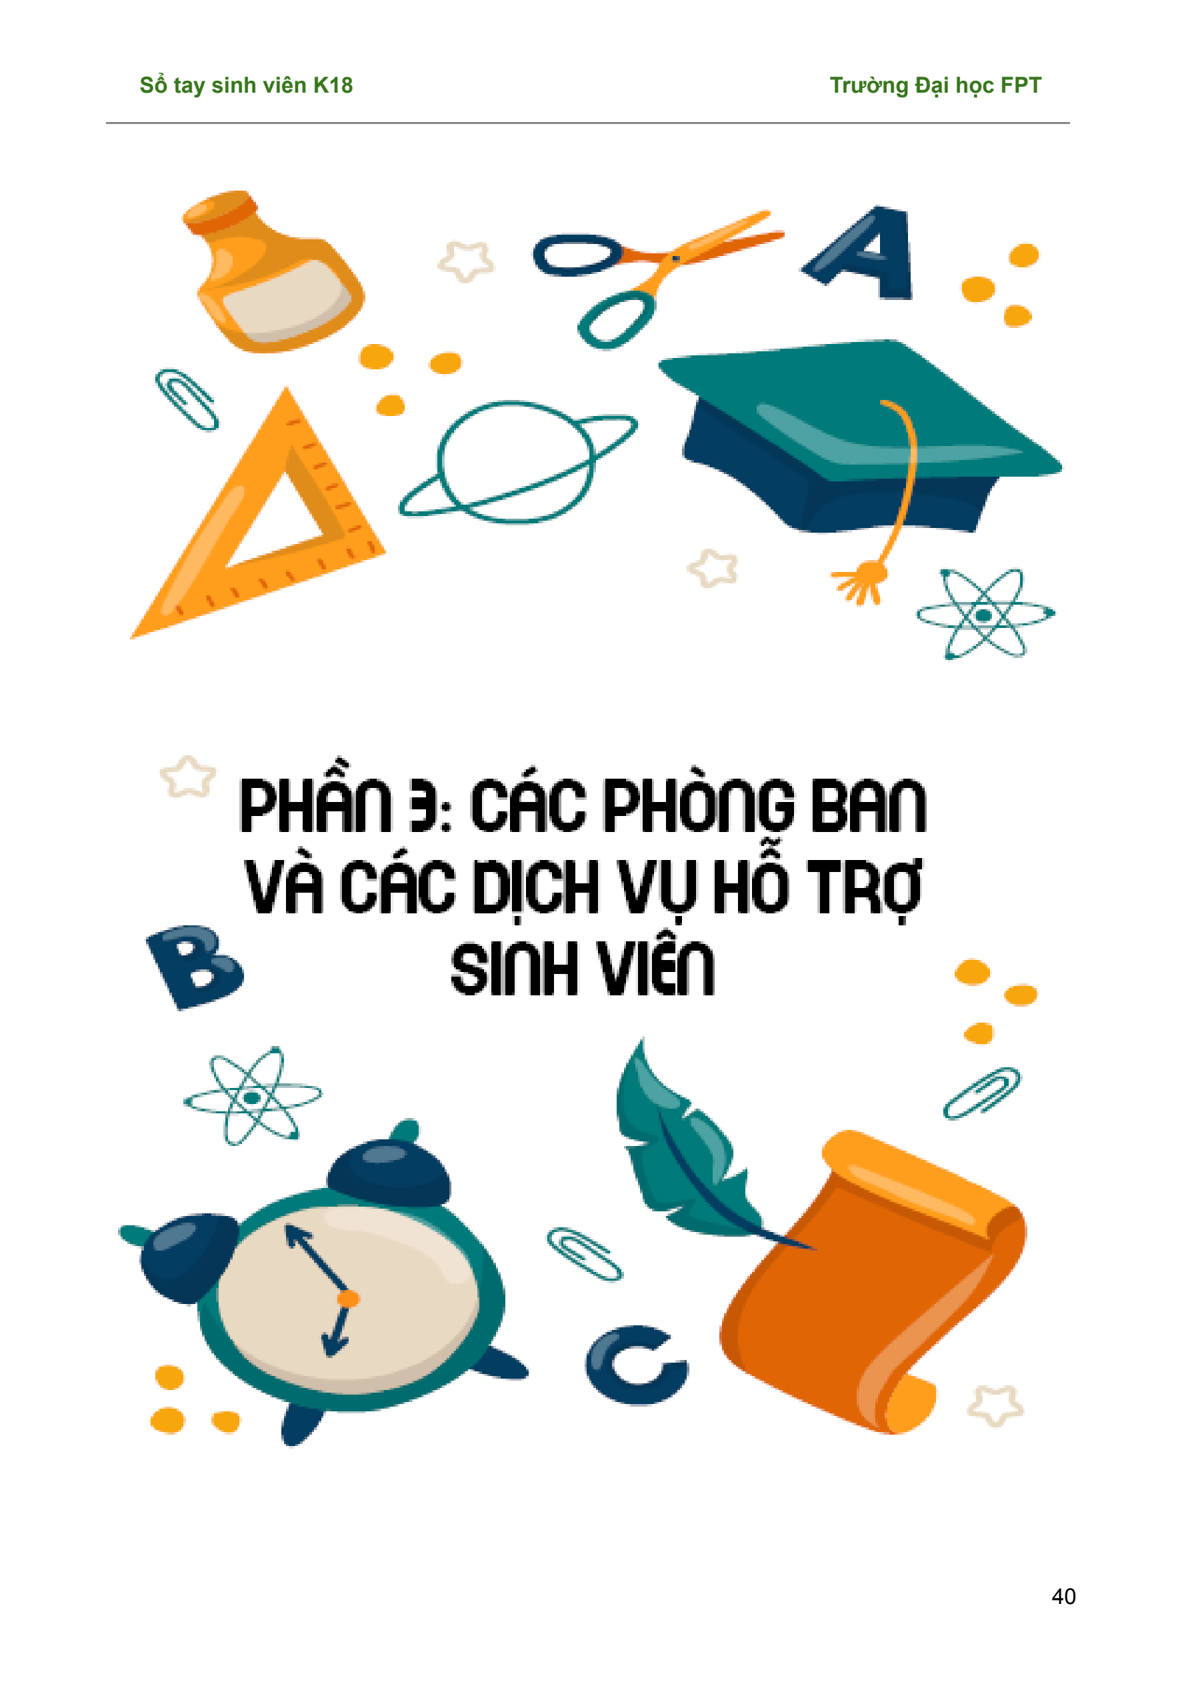 Sổ tay sinh viên K18
Trường Đại học FPT
A
PHẦN 3: CÁC PHÒNG BAN
VÀ CÁC DỊCH VỤ HỖ TRỢ
SINH VIÊN
B
C
40